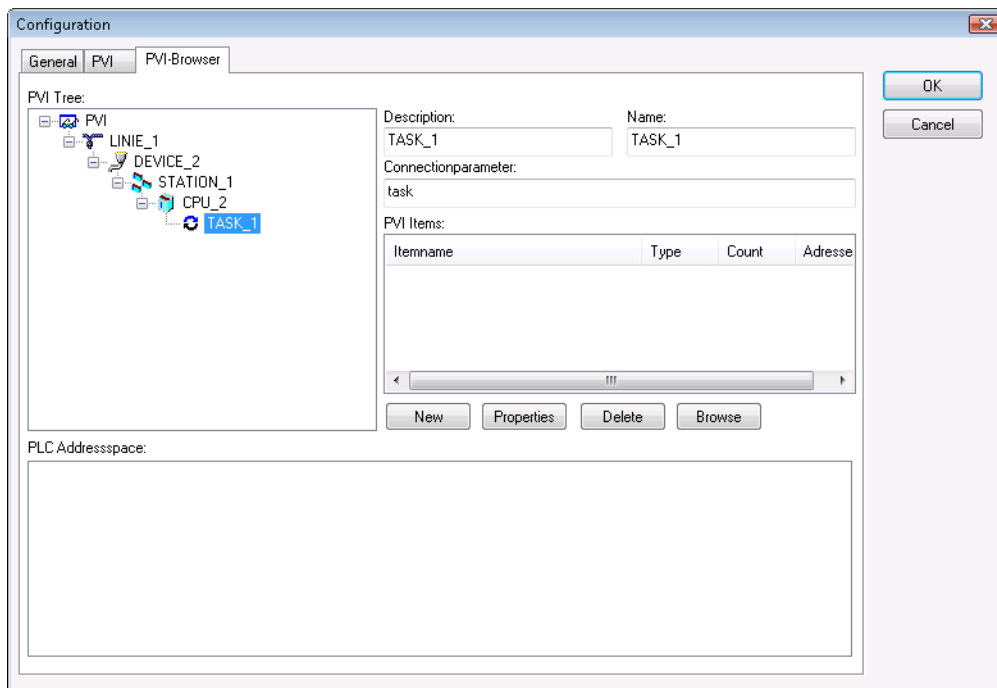 Configuration
General PVI PVI-Browser
OK
Cancel
PVI Tree:
PVI
LINIE_1
DEVICE_2
STATION_1
CPU_2
TASK_1
Description: Name:
TASK_1 TASK_1
Connectionparameter:
task
PVI Items:
Itemname Type Count Adresse
New Properties Delete Browse
PLC Addressspace: